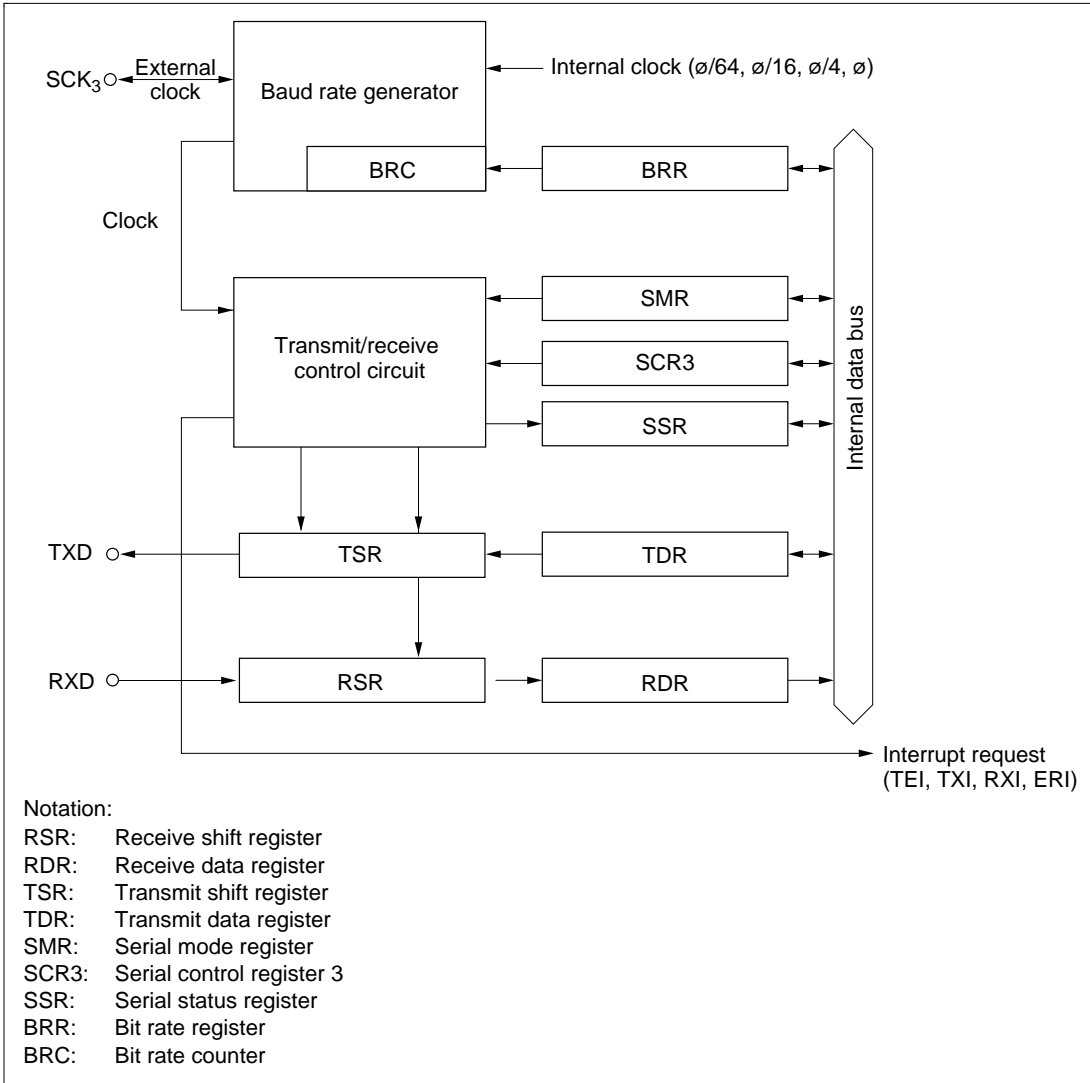 SCK3
External
clock
Baud rate generator
Internal clock (ø/64, ø/16, ø/4, ø)
BRC
BRR
Clock
Internal data bus
SMR
Transmit/receive
control circuit
SCR3
SSR
TXD
TSR
TDR
RXD
RSR
RDR
Interrupt request
(TEI, TXI, RXI, ERI)
Notation:
RSR: Receive shift register
RDR: Receive data register
TSR: Transmit shift register
TDR: Transmit data register
SMR: Serial mode register
SCR3: Serial control register 3
SSR: Serial status register
BRR: Bit rate register
BRC: Bit rate counter